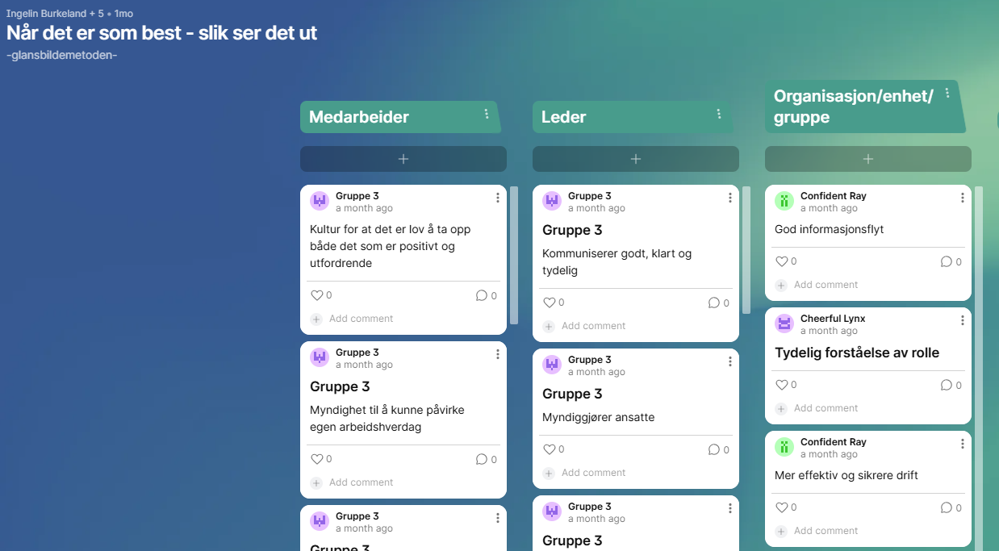 Ingelin Burkeland + 5 • 1mo
Når det er som best - slik ser det ut
-glansbildemetoden-
Medarbeider
Gruppe 3
a month ago
Kultur for at det er lov å ta opp
både det som er positivt og
utfordrende
0
0
Add comment
Gruppe 3
a month ago
Gruppe 3
Myndighet til å kunne påvirke
egen arbeidshverdag
0
0
Add comment
Gruppe 3
a month ago
Gruppe 3
Leder
Gruppe 3
a month ago
Gruppe 3
Kommuniserer godt, klart og
tydelig
0
0
Add comment
Gruppe 3
a month ago
Gruppe 3
Myndiggjører ansatte
0
0
Add comment
Gruppe 3
a month ago
Gruppe 3
Organisasjon/enhet/
gruppe
Confident Ray
a month ago
God informasjonsflyt
0
0
Add comment
Cheerful Lynx
a month ago
Tydelig forståelse av rolle
0
0
Add comment
Confident Ray
a month ago
Mer effektiv og sikrere drift
0
0
Add comment